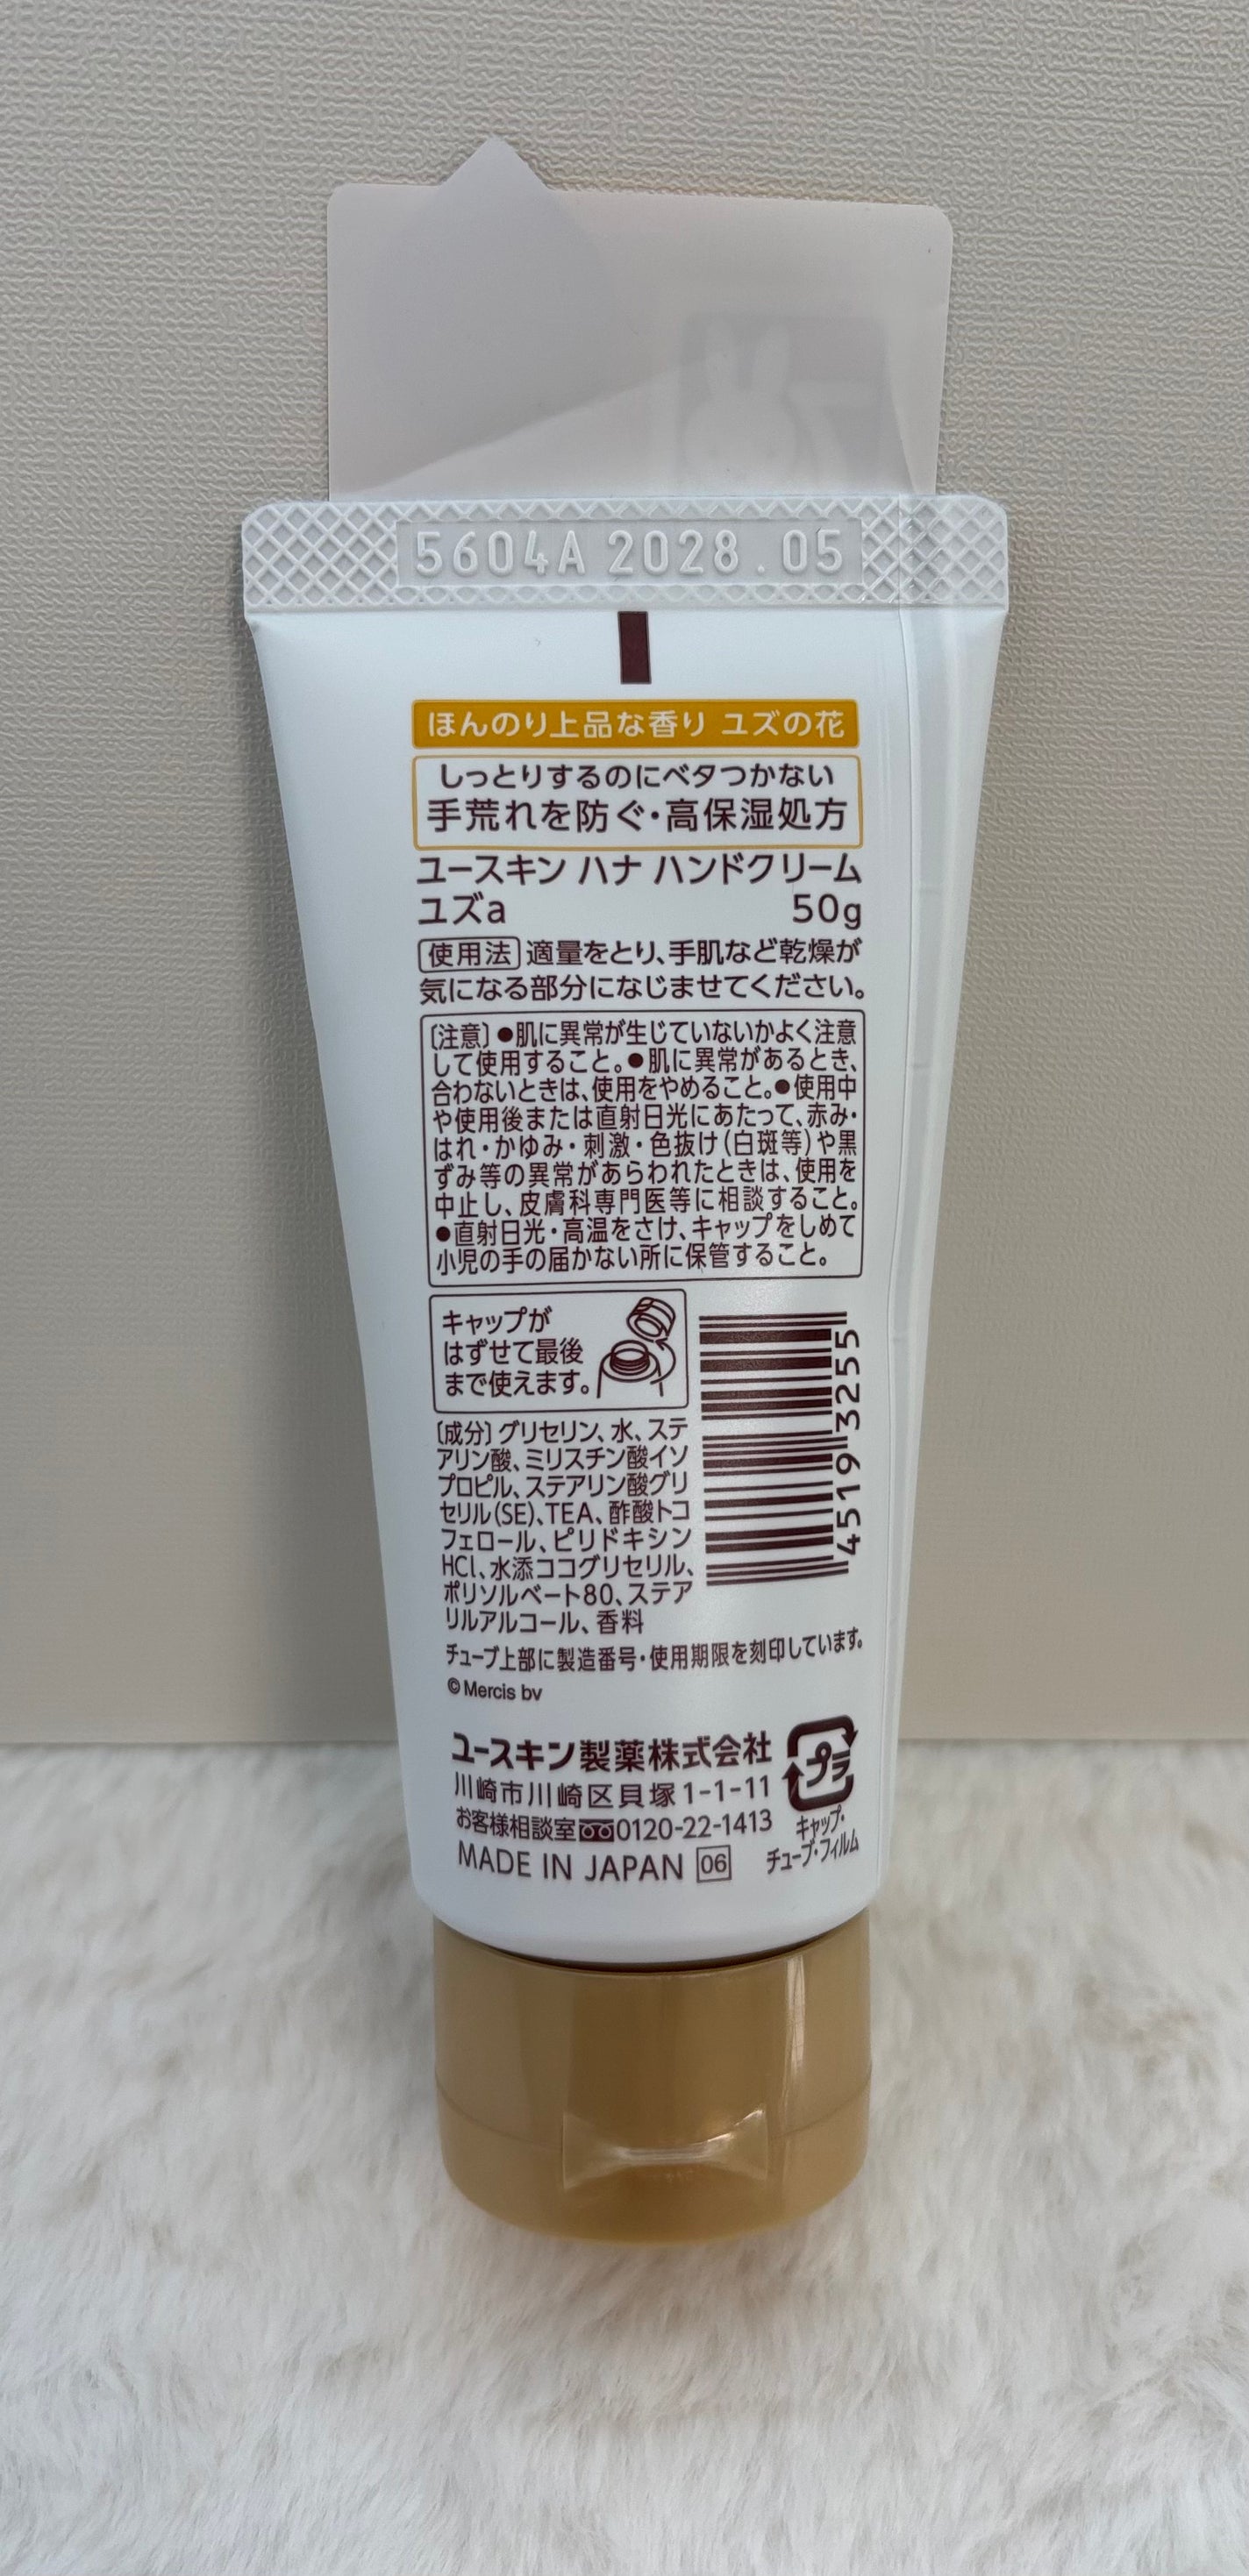 5604A 2028.05
ほんのり上品な香り ユズの花
しっとりするのにベタつかない
手荒れを防ぐ・高保湿処方
ユースキン ハナ ハンドクリーム
ユズa 50g
使用法 適量をとり、手肌など乾燥が
気になる部分になじませてください。
〔注意〕●肌に異常が生じていないかよく注意
して使用すること。●肌に異常があるとき、
合わないときは、使用をやめること。●使用中
や使用後または直射日光にあたって、赤み・
はれ・かゆみ・刺激・色抜け(白斑等)や黒
ずみ等の異常があらわれたときは、使用を
中止し、皮膚科専門医等に相談すること。
●直射日光・高温をさけ、キャップをしめて
小児の手の届かない所に保管すること。
キャップが
はずせて最後
まで使えます。
4519 3255
〔成分〕グリセリン、水、ステ
アリン酸、ミリスチン酸イソ
プロピル、ステアリン酸グリ
セリル(SE)、TEA、酢酸トコ
フェロール、ピリドキシン
HCl、水添ココグリセリル、
ポリソルベート80、ステア
リルアルコール、香料
チューブ上部に製造番号・使用期限を刻印しています。
© Mercis bv
ユースキン製薬株式会社
川崎市川崎区貝塚1-1-11
お客様相談室 0120-22-1413
MADE IN JAPAN 06
プラ
キャップ・
チューブ・フィルム